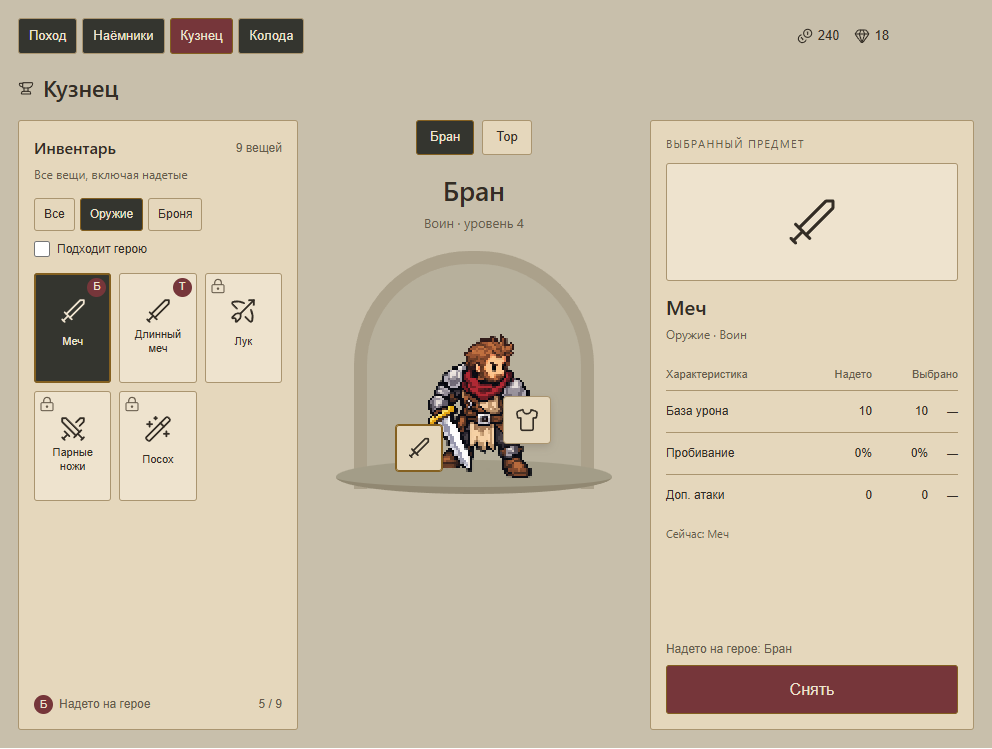 Поход Наёмники Кузнец Колода 240 18
Кузнец
Инвентарь 9 вещей
Все вещи, включая надетые
Все Оружие Броня
Подходит герою
Б Т
Меч Длинный меч Лук
Парные ножи Посох
Б Надето на герое 5 / 9
Бран Тор
Бран
Воин · уровень 4
ВЫБРАННЫЙ ПРЕДМЕТ
Меч
Оружие · Воин
Характеристика Надето Выбрано
База урона 10 10 —
Пробивание 0% 0% —
Доп. атаки 0 0 —
Сейчас: Меч
Надето на герое: Бран
Снять